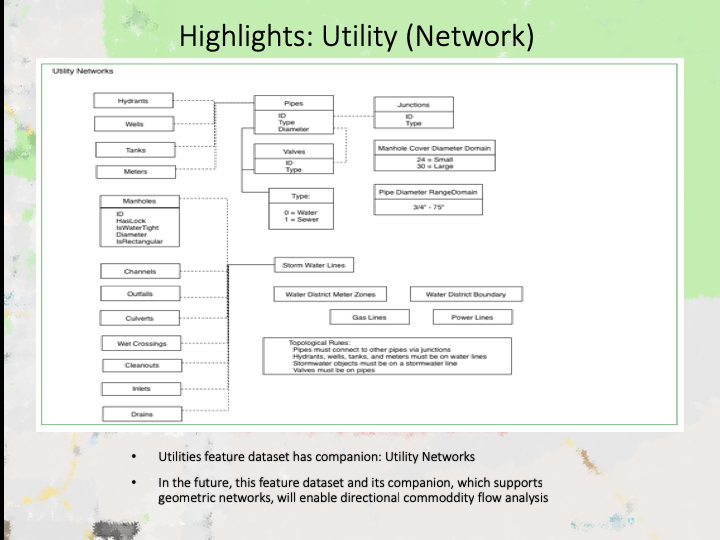 Highlights: Utility (Network)
Utility Networks
Hydrants
Wells
Tanks
Meters
Manholes
ID
HasLock
IsWaterTight
Diameter
IsRectangular
Channels
Outfalls
Culverts
Wet Crossings
Cleanouts
Inlets
Drains
Pipes
ID
Type
Diameter
Valves
ID
Type
Type:
0 = Water
1 = Sewer
Junctions
ID
Type
Manhole Cover Diameter Domain
24 = Small
30 = Large
Pipe Diameter RangeDomain
3/4" - 75"
Storm Water Lines
Water District Meter Zones
Water District Boundary
Gas Lines
Power Lines
Topological Rules:
Pipes must connect to other pipes via junctions
Hydrants, wells, tanks, and meters must be on water lines
Stormwater objects must be on a stormwater line
Valves must be on pipes
• Utilities feature dataset has companion: Utility Networks
• In the future, this feature dataset and its companion, which supports
geometric networks, will enable directional commoddity flow analysis